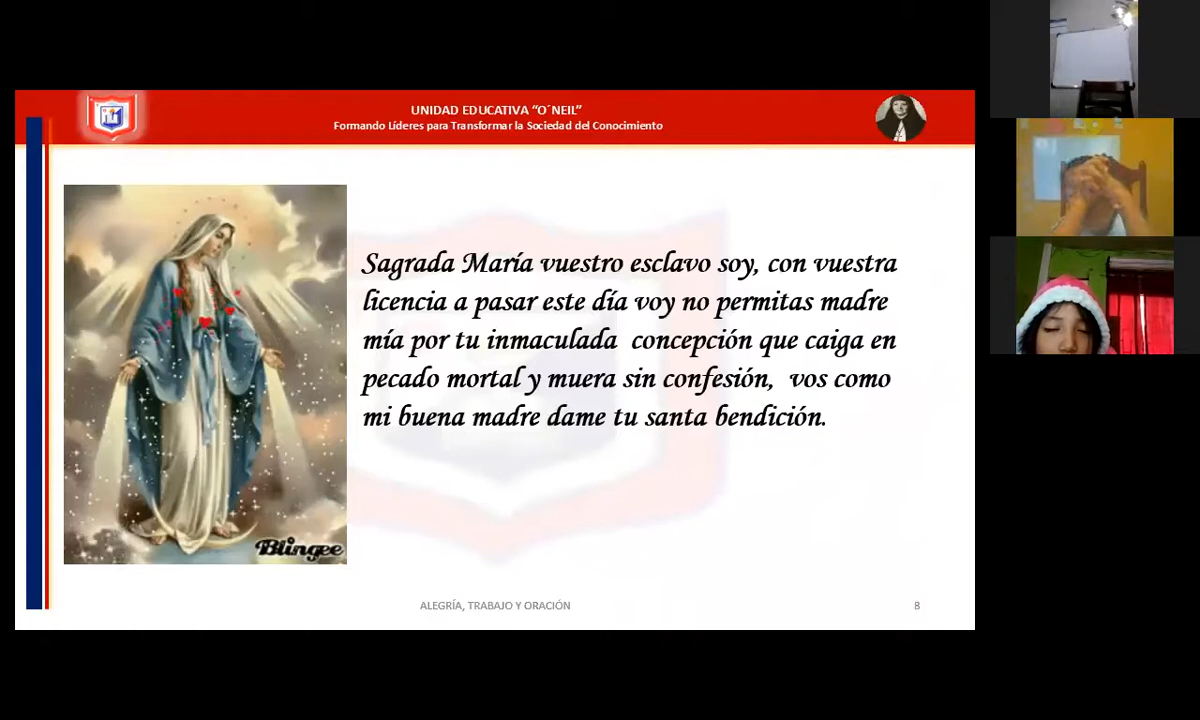 UNIDAD EDUCATIVA “O´NEIL”
Formando Líderes para Transformar la Sociedad del Conocimiento
Sagrada María vuestro esclavo soy, con vuestra
licencia a pasar este día voy no permitas madre
mía por tu inmaculada concepción que caiga en
pecado mortal y muera sin confesión, vos como
mi buena madre dame tu santa bendición.
Blingee
ALEGRÍA, TRABAJO Y ORACIÓN
8